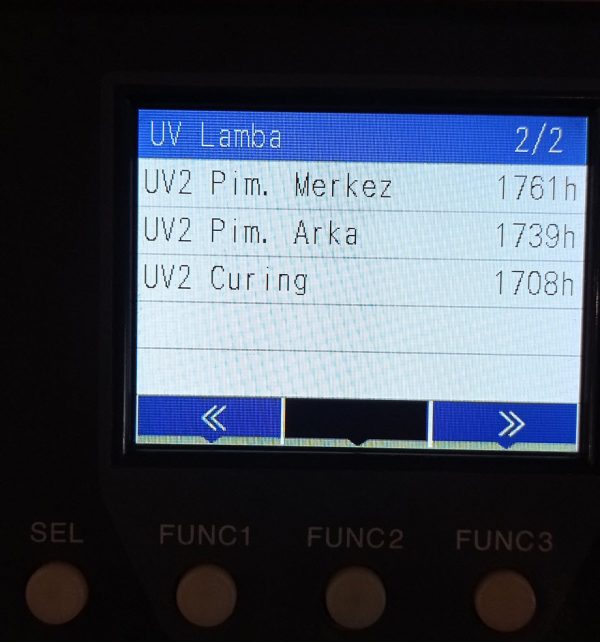 UV Lamba 2/2
UV2 Pim. Merkez 1761h
UV2 Pim. Arka 1739h
UV2 Curing 1708h
« »
SEL FUNC1 FUNC2 FUNC3